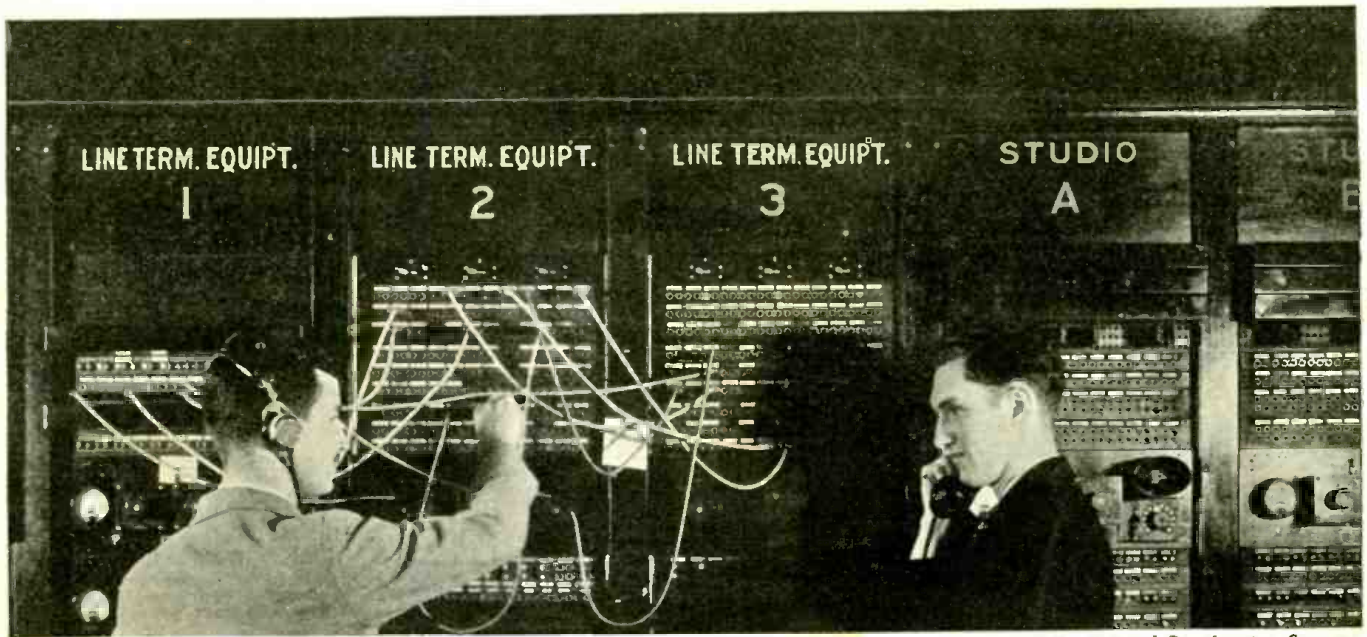 LINE TERM. EQUIPT.
1
LINE TERM. EQUIPT.
2
LINE TERM. EQUIPT.
3
STUDIO
A